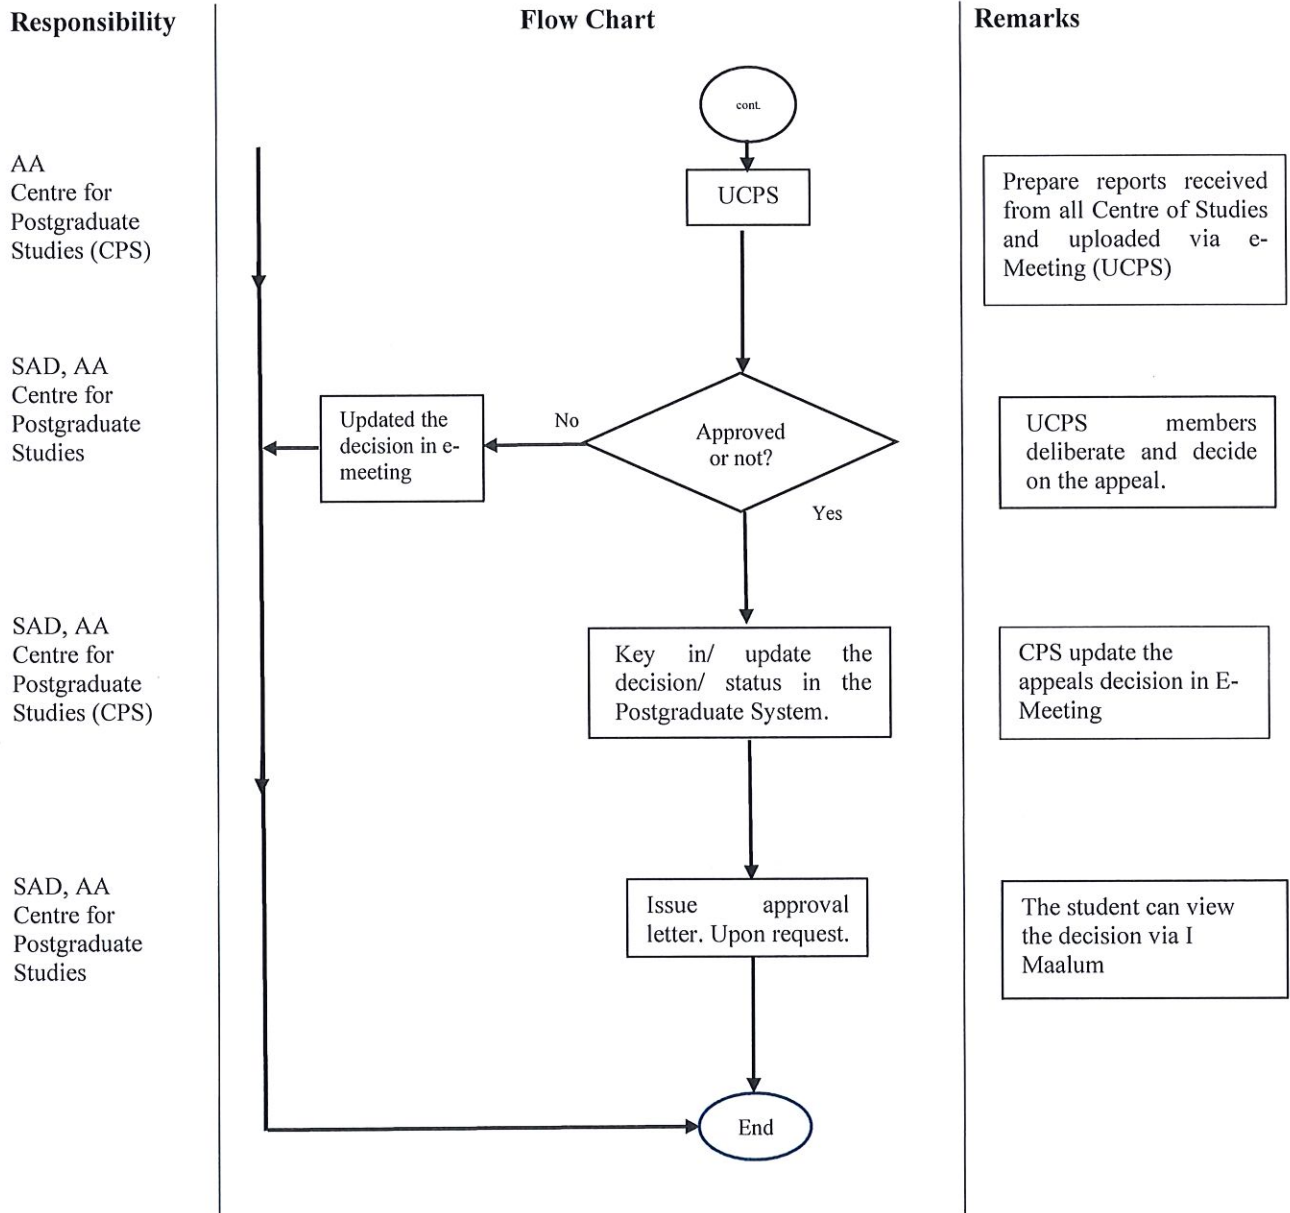 Responsibility
Flow Chart
Remarks
cont.
AA
Centre for
Postgraduate
Studies (CPS)
UCPS
Prepare reports received
from all Centre of Studies
and uploaded via e-
Meeting (UCPS)
SAD, AA
Centre for
Postgraduate
Studies
Updated the
decision in e-
meeting
No
Approved
or not?
Yes
UCPS members
deliberate and decide
on the appeal.
SAD, AA
Centre for
Postgraduate
Studies (CPS)
Key in/ update the
decision/ status in the
Postgraduate System.
CPS update the
appeals decision in E-
Meeting
SAD, AA
Centre for
Postgraduate
Studies
Issue approval
letter. Upon request.
The student can view
the decision via I
Maalum
End